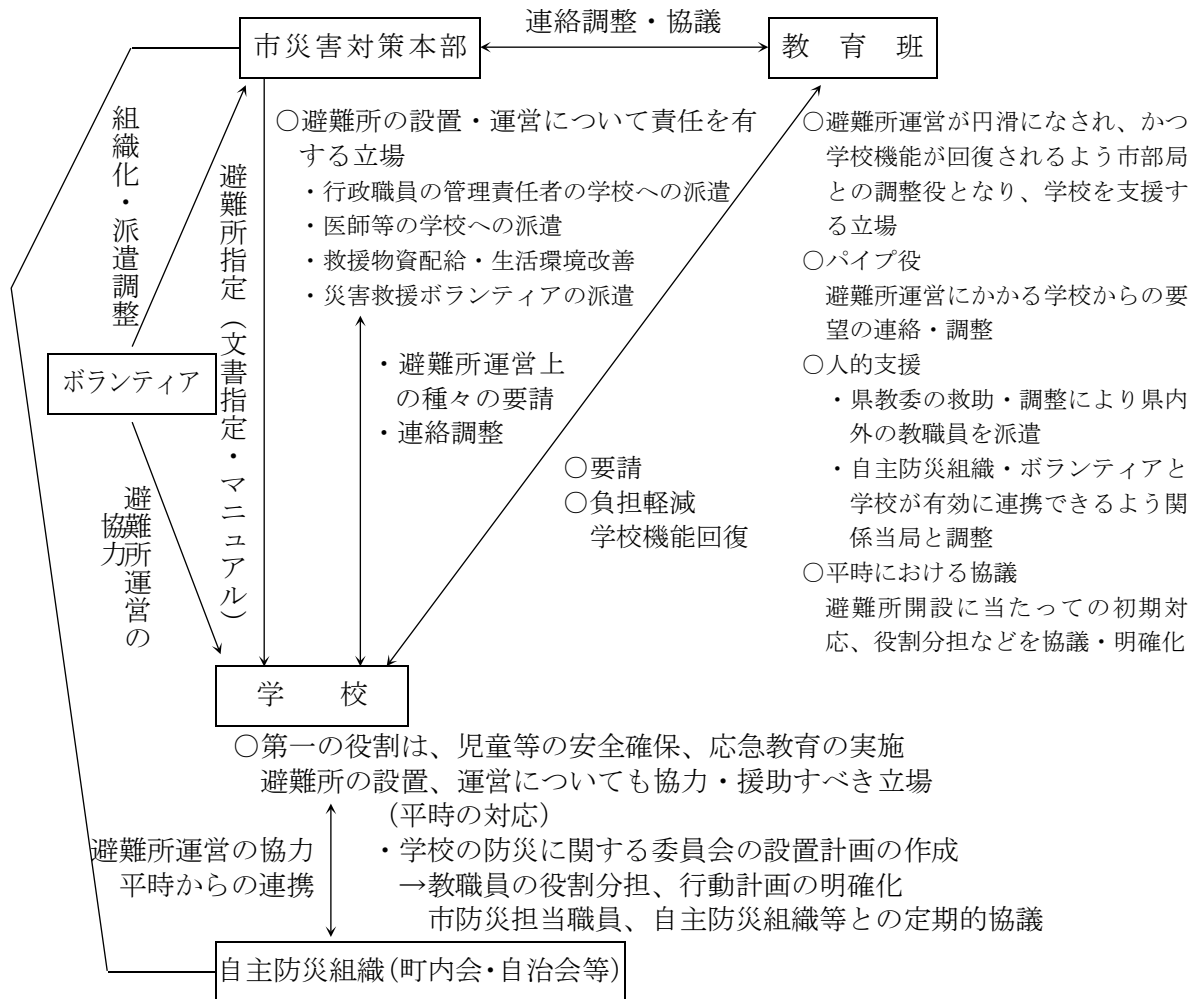 連絡調整・協議
市災害対策本部
教育班
組織化・派遣調整
避難所指定（文書指定・マニュアル）
○避難所の設置・運営について責任を有
する立場
・行政職員の管理責任者の学校への派遣
・医師等の学校への派遣
・救援物資配給・生活環境改善
・災害救援ボランティアの派遣
○避難所運営が円滑になされ、かつ
学校機能が回復されるよう市部局
との調整役となり、学校を支援す
る立場
○パイプ役
避難所運営にかかる学校からの要
望の連絡・調整
○人的支援
・県教委の救助・調整により県内
外の教職員を派遣
・自主防災組織・ボランティアと
学校が有効に連携できるよう関
係当局と調整
○平時における協議
避難所開設に当たっての初期対
応、役割分担などを協議・明確化
ボランティア
・避難所運営上
の種々の要請
・連絡調整
○要請
○負担軽減
学校機能回復
避難所運営の
協力
学校
○第一の役割は、児童等の安全確保、応急教育の実施
避難所の設置、運営についても協力・援助すべき立場
（平時の対応）
避難所運営の協力
平時からの連携
・学校の防災に関する委員会の設置計画の作成
→教職員の役割分担、行動計画の明確化
市防災担当職員、自主防災組織等との定期的協議
自主防災組織(町内会・自治会等)